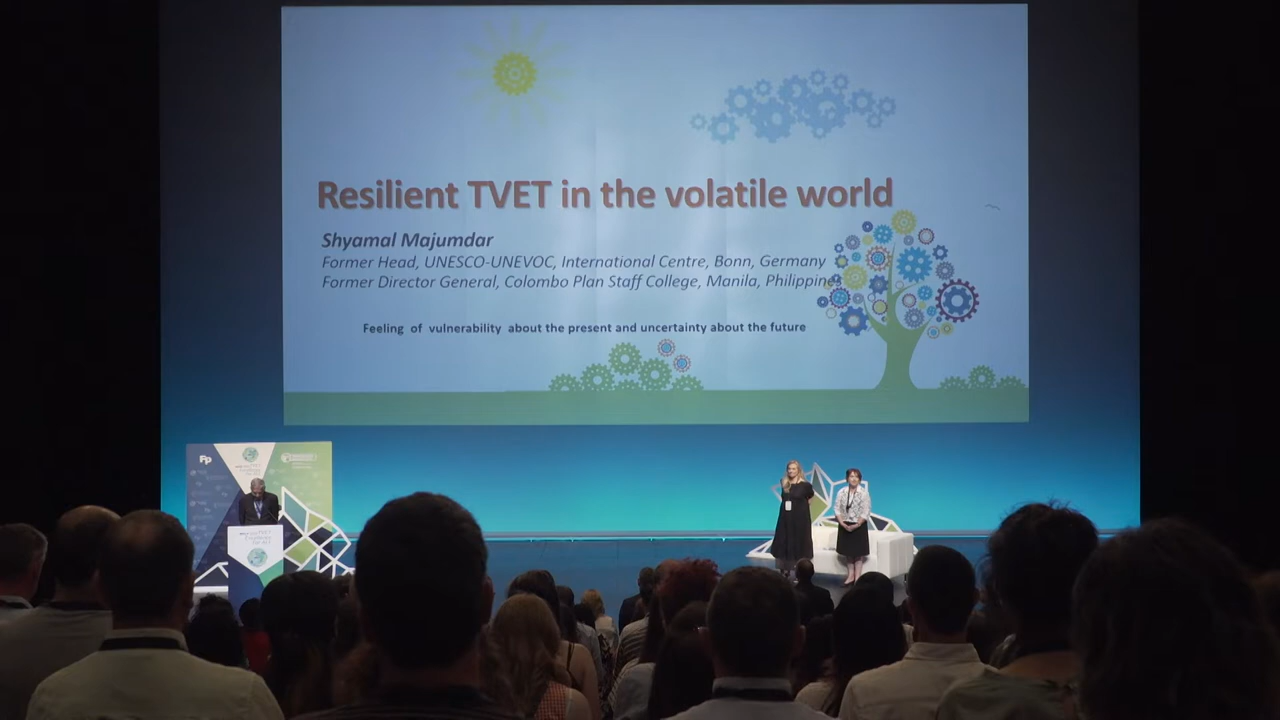 Resilient TVET in the volatile world
Shyamal Majumdar
Former Head, UNESCO-UNEVOC, International Centre, Bonn, Germany
Former Director General, Colombo Plan Staff College, Manila, Philippines
Feeling of vulnerability about the present and uncertainty about the future